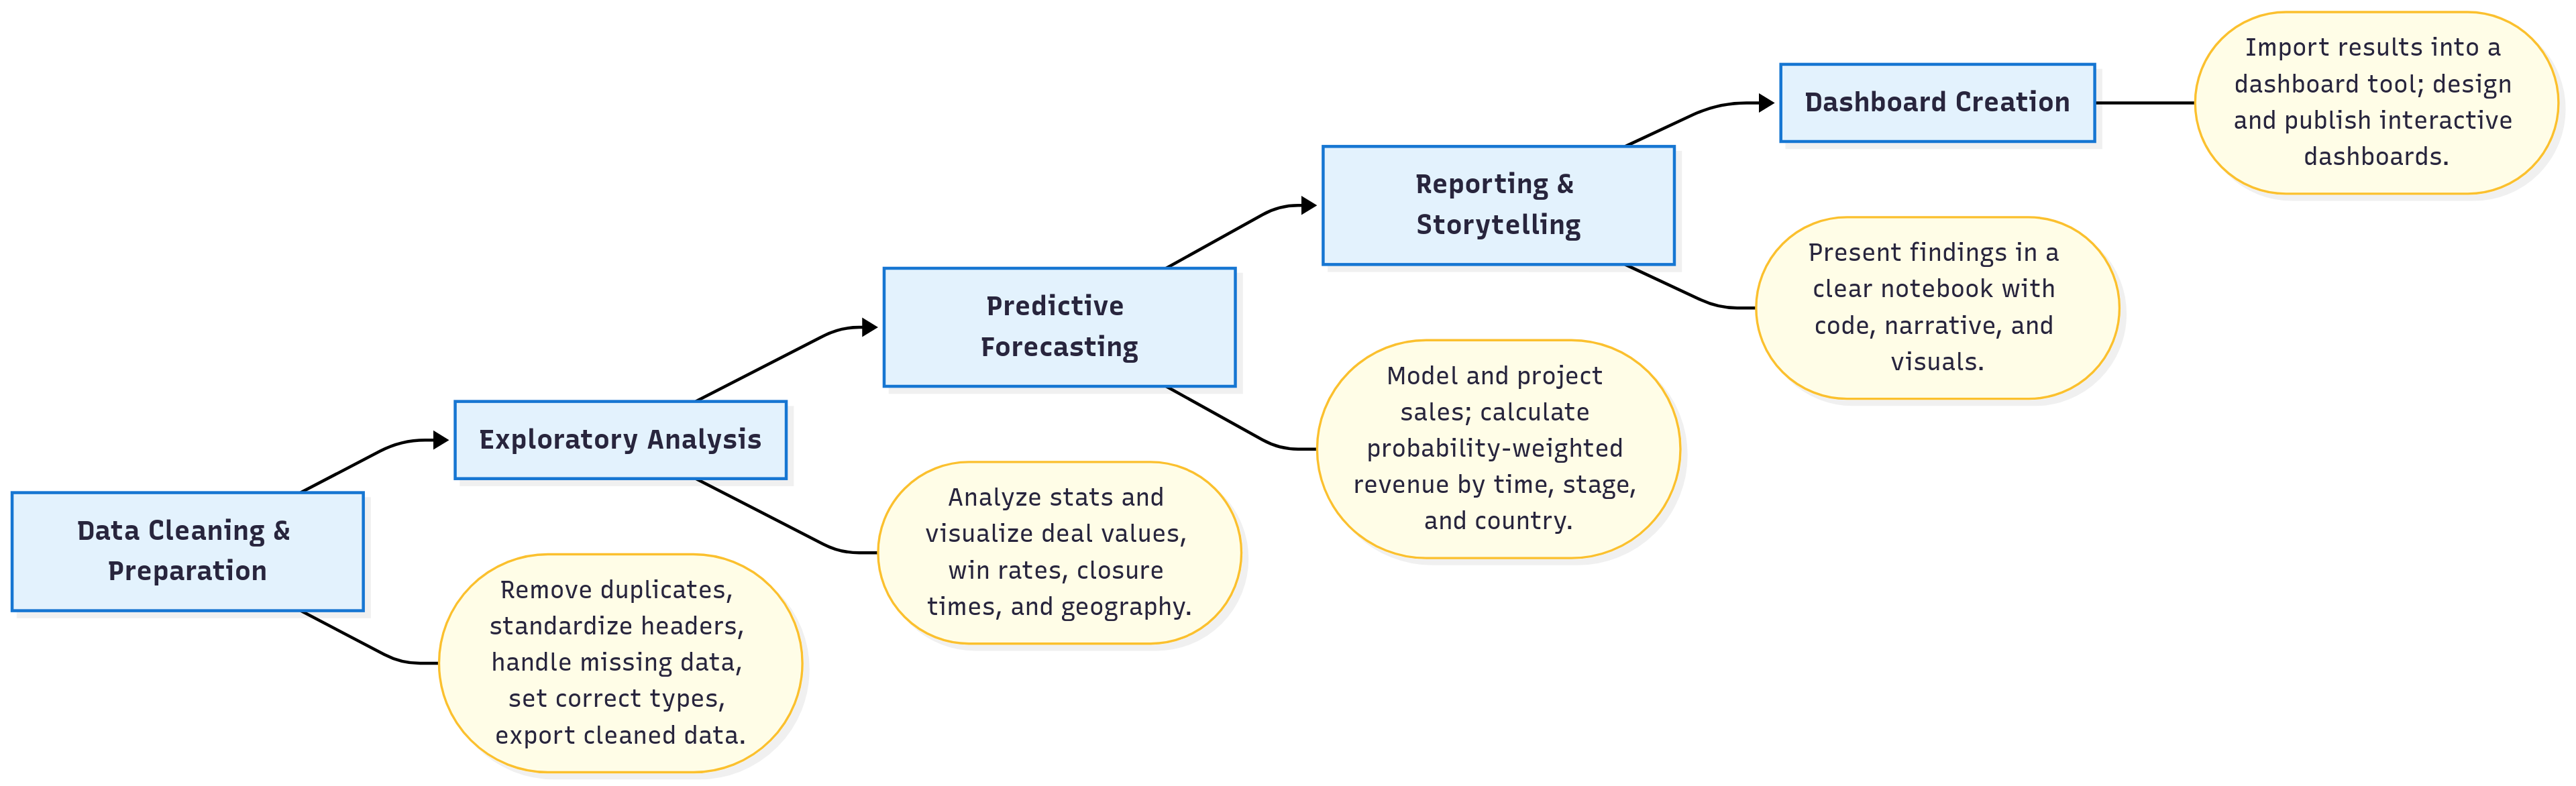 Data Cleaning &
Preparation
Remove duplicates,
standardize headers,
handle missing data,
set correct types,
export cleaned data.
Exploratory Analysis
Analyze stats and
visualize deal values,
win rates, closure
times, and geography.
Predictive
Forecasting
Model and project
sales; calculate
probability-weighted
revenue by time, stage,
and country.
Reporting &
Storytelling
Present findings in a
clear notebook with
code, narrative, and
visuals.
Dashboard Creation
Import results into a
dashboard tool; design
and publish interactive
dashboards.